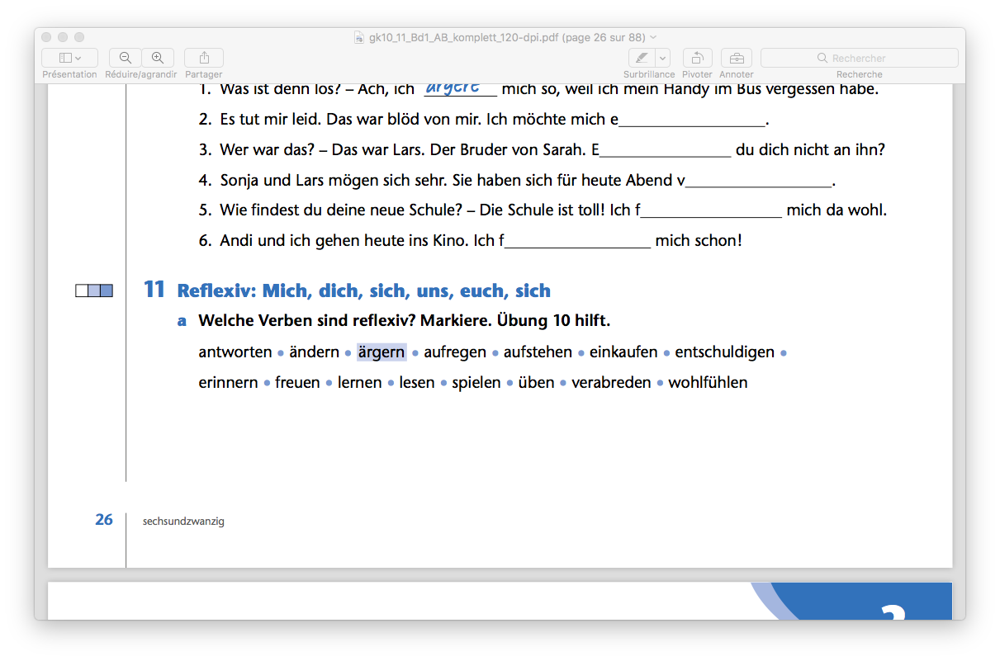 gk10_11_Bd1_AB_komplett_120-dpi.pdf (page 26 sur 88)
Rechercher
Présentation Réduire/agrandir Partager Surbrillance Pivoter Annoter Recherche
1. Was ist denn los? – Ach, ich ärgere mich so, weil ich mein Handy im Bus vergessen habe.
2. Es tut mir leid. Das war blöd von mir. Ich möchte mich e_________________.
3. Wer war das? – Das war Lars. Der Bruder von Sarah. E_______________ du dich nicht an ihn?
4. Sonja und Lars mögen sich sehr. Sie haben sich für heute Abend v_________________.
5. Wie findest du deine neue Schule? – Die Schule ist toll! Ich f________________ mich da wohl.
6. Andi und ich gehen heute ins Kino. Ich f_________________ mich schon!
11 Reflexiv: Mich, dich, sich, uns, euch, sich
a Welche Verben sind reflexiv? Markiere. Übung 10 hilft.
antworten • ändern • ärgern • aufregen • aufstehen • einkaufen • entschuldigen •
erinnern • freuen • lernen • lesen • spielen • üben • verabreden • wohlfühlen
26 sechsundzwanzig